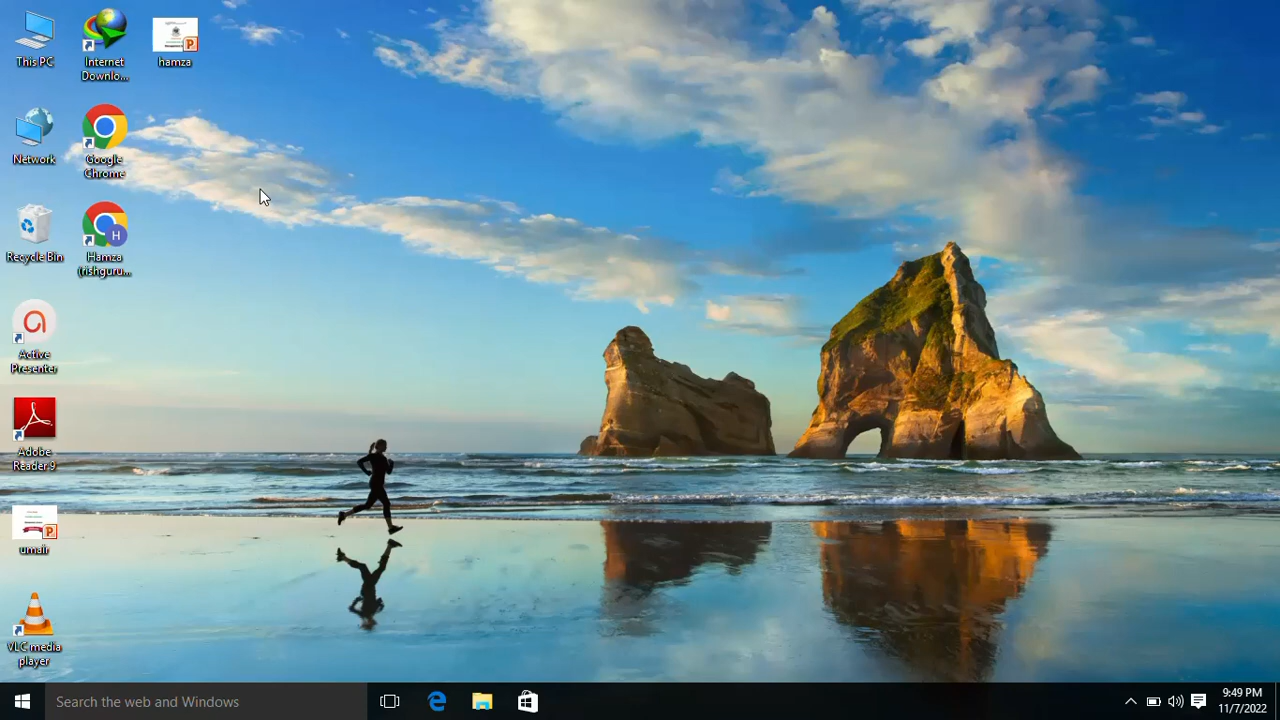 This PC
Internet
Downlo...
hamza
Network
Google
Chrome
Recycle Bin
H
Hamza
(rishguru...
Active
Presenter
Adobe
Reader 9
P
umair
P
VLC media
player
Search the web and Windows
9:49 PM
11/7/2022